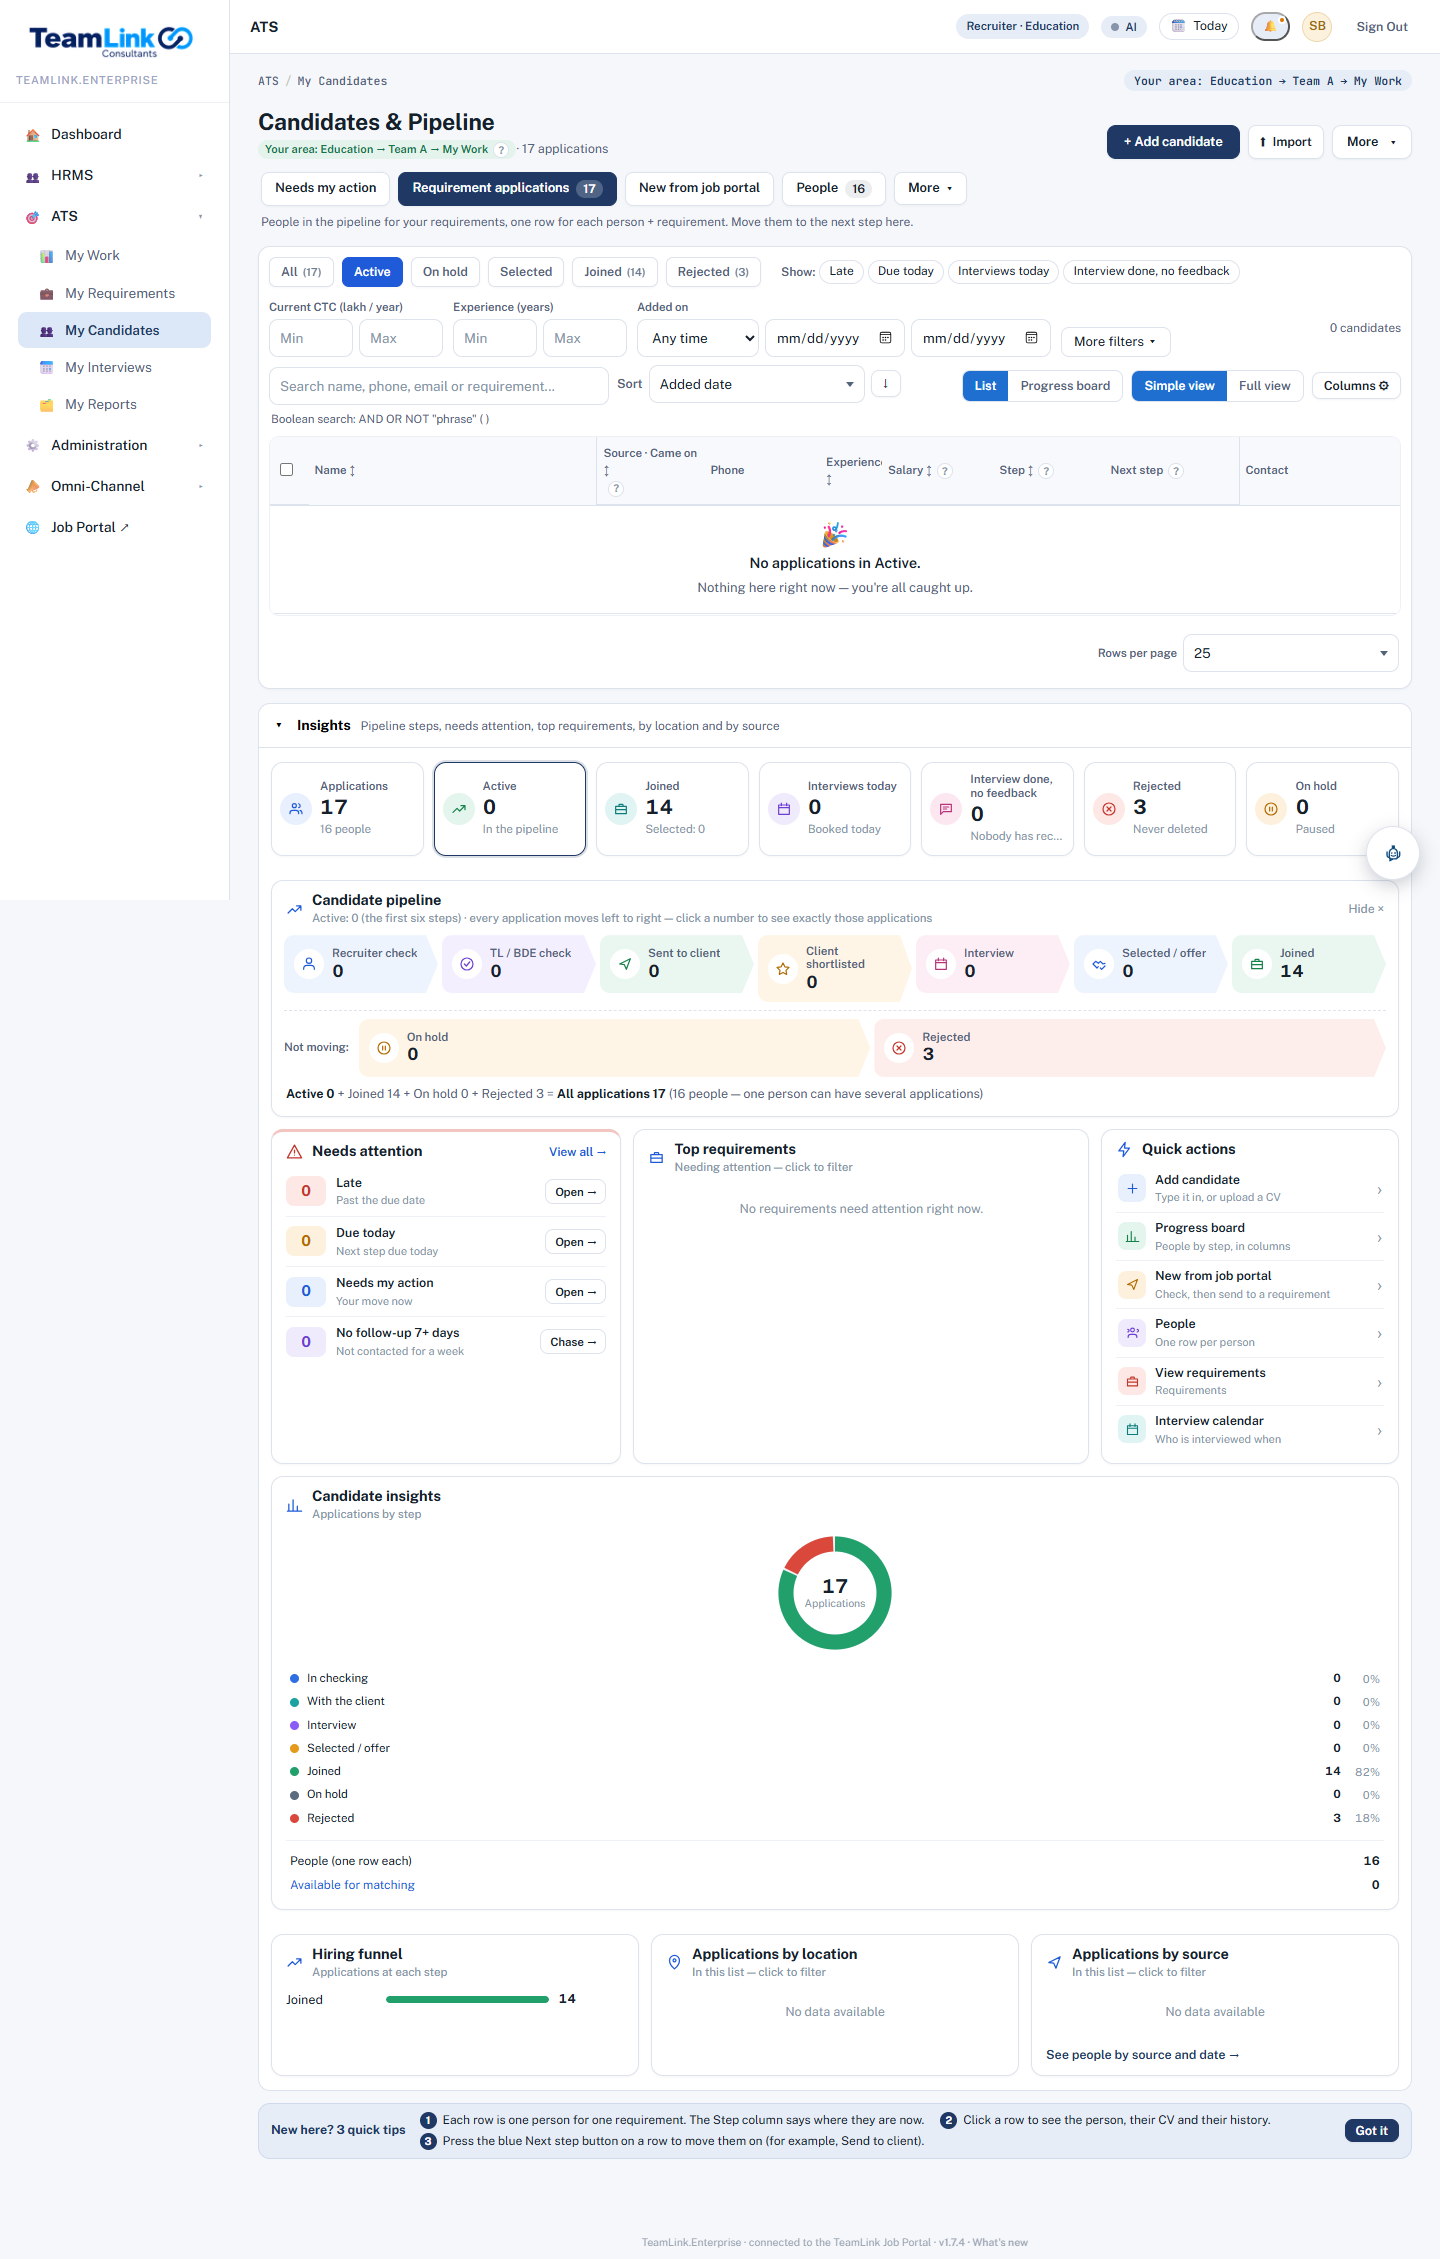 TeamLink
Consultants
TEAMLINK.ENTERPRISE
Dashboard
HRMS
ATS
My Work
My Requirements
My Candidates
My Interviews
My Reports
Administration
Omni-Channel
Job Portal ↗
ATS
Recruiter · Education
AI
Today
SB
Sign Out
ATS / My Candidates
Your area: Education → Team A → My Work
Candidates & Pipeline
Your area: Education → Team A → My Work ? · 17 applications
+ Add candidate
⬆ Import
More ▾
Needs my action
Requirement applications 17
New from job portal
People 16
More ▾
People in the pipeline for your requirements, one row for each person + requirement. Move them to the next step here.
All (17)
Active
On hold
Selected
Joined (14)
Rejected (3)
Show:
Late
Due today
Interviews today
Interview done, no feedback
Current CTC (lakh / year)
Experience (years)
Added on
Min
Max
Min
Max
Any time
mm/dd/yyyy
mm/dd/yyyy
More filters ▾
0 candidates
Search name, phone, email or requirement...
Sort
Added date
↓
List
Progress board
Simple view
Full view
Columns ⚙
Boolean search: AND OR NOT "phrase" ( )
Name ↕
Source · Came on ↕ ?
Phone
Experienc ↕
Salary ↕ ?
Step ↕ ?
Next step ?
Contact
No applications in Active.
Nothing here right now — you're all caught up.
Rows per page
25
▾ Insights Pipeline steps, needs attention, top requirements, by location and by source
Applications
17
16 people
Active
0
In the pipeline
Joined
14
Selected: 0
Interviews today
0
Booked today
Interview done,
no feedback
0
Nobody has rec...
Rejected
3
Never deleted
On hold
0
Paused
Candidate pipeline
Active: 0 (the first six steps) · every application moves left to right — click a number to see exactly those applications
Hide ×
Recruiter check
0
TL / BDE check
0
Sent to client
0
Client
shortlisted
0
Interview
0
Selected / offer
0
Joined
14
Not moving:
On hold
0
Rejected
3
Active 0 + Joined 14 + On hold 0 + Rejected 3 = All applications 17 (16 people — one person can have several applications)
Needs attention
View all →
0
Late
Past the due date
Open →
0
Due today
Next step due today
Open →
0
Needs my action
Your move now
Open →
0
No follow-up 7+ days
Not contacted for a week
Chase →
Top requirements
Needing attention — click to filter
No requirements need attention right now.
Quick actions
Add candidate
Type it in, or upload a CV
Progress board
People by step, in columns
New from job portal
Check, then send to a requirement
People
One row per person
View requirements
Requirements
Interview calendar
Who is interviewed when
Candidate insights
Applications by step
17
Applications
In checking 0 0%
With the client 0 0%
Interview 0 0%
Selected / offer 0 0%
Joined 14 82%
On hold 0 0%
Rejected 3 18%
People (one row each) 16
Available for matching 0
Hiring funnel
Applications at each step
Joined 14
Applications by location
In this list — click to filter
No data available
Applications by source
In this list — click to filter
No data available
See people by source and date →
New here? 3 quick tips
1 Each row is one person for one requirement. The Step column says where they are now.
2 Click a row to see the person, their CV and their history.
3 Press the blue Next step button on a row to move them on (for example, Send to client).
Got it
TeamLink.Enterprise · connected to the TeamLink Job Portal · v1.7.4 · What's new